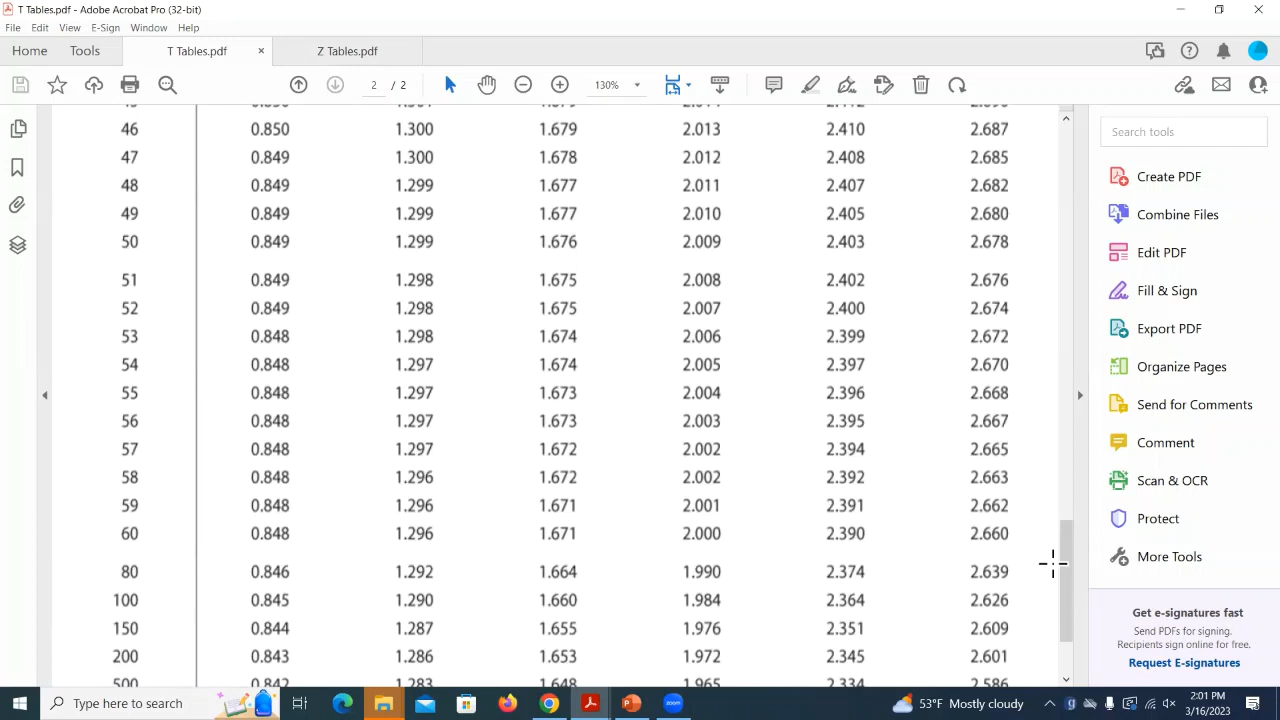 T Tables.pdf - Adobe Acrobat Pro (32-bit)
File Edit View E-Sign Window Help
Home Tools T Tables.pdf × Z Tables.pdf
2 / 2 130%
46 0.850 1.300 1.679 2.013 2.410 2.687
47 0.849 1.300 1.678 2.012 2.408 2.685
48 0.849 1.299 1.677 2.011 2.407 2.682
49 0.849 1.299 1.677 2.010 2.405 2.680
50 0.849 1.299 1.676 2.009 2.403 2.678
51 0.849 1.298 1.675 2.008 2.402 2.676
52 0.849 1.298 1.675 2.007 2.400 2.674
53 0.848 1.298 1.674 2.006 2.399 2.672
54 0.848 1.297 1.674 2.005 2.397 2.670
55 0.848 1.297 1.673 2.004 2.396 2.668
56 0.848 1.297 1.673 2.003 2.395 2.667
57 0.848 1.297 1.672 2.002 2.394 2.665
58 0.848 1.296 1.672 2.002 2.392 2.663
59 0.848 1.296 1.671 2.001 2.391 2.662
60 0.848 1.296 1.671 2.000 2.390 2.660
80 0.846 1.292 1.664 1.990 2.374 2.639
100 0.845 1.290 1.660 1.984 2.364 2.626
150 0.844 1.287 1.655 1.976 2.351 2.609
200 0.843 1.286 1.653 1.972 2.345 2.601
500 0.842 1.283 1.648 1.965 2.334 2.586
Search tools
Create PDF
Combine Files
Edit PDF
Fill & Sign
Export PDF
Organize Pages
Send for Comments
Comment
Scan & OCR
Protect
More Tools
Get e-signatures fast
Send PDFs for signing.
Recipients sign online for free.
Request E-signatures
Type here to search
zoom
53°F Mostly cloudy
2:01 PM
3/16/2023